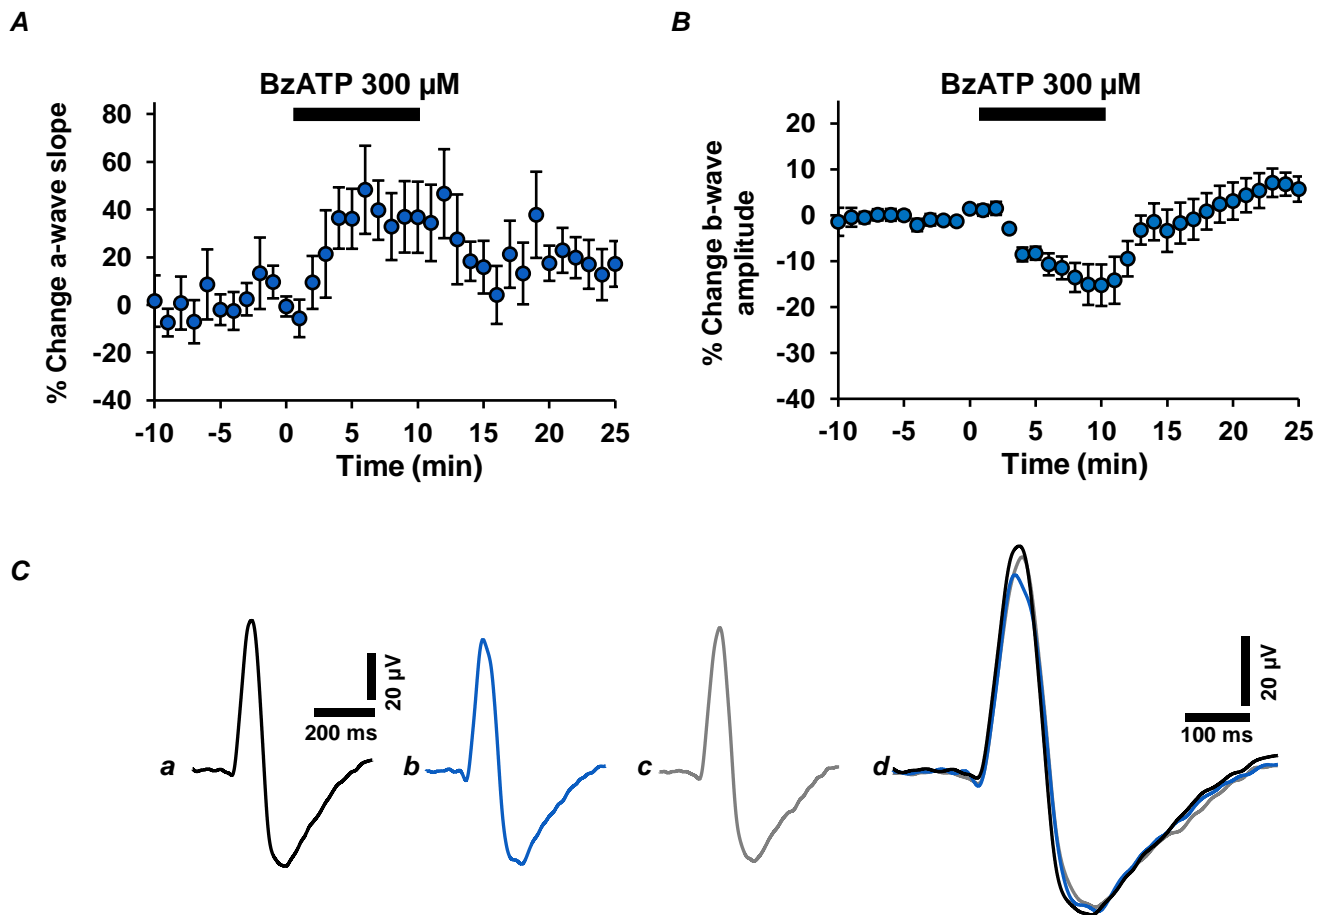 A
B
BzATP 300 µM
% Change a-wave slope
80
60
40
20
0
-20
-40
-10
-5
0
5
10
15
20
25
Time (min)
BzATP 300 µM
% Change b-wave
amplitude
20
10
0
-10
-20
-30
-40
-10
-5
0
5
10
15
20
25
Time (min)
C
a
20 µV
200 ms
b
c
d
20 µV
100 ms